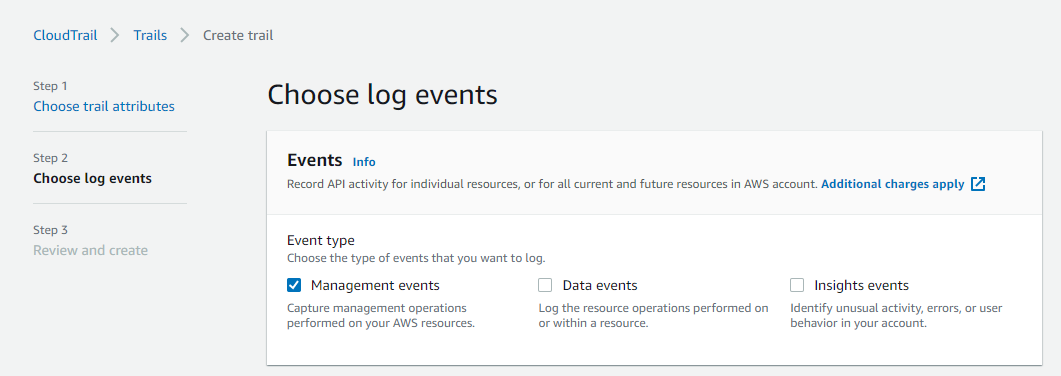 CloudTrail > Trails > Create trail
Step 1
Choose trail attributes
Step 2
Choose log events
Step 3
Review and create
Choose log events
Events Info
Record API activity for individual resources, or for all current and future resources in AWS account. Additional charges apply
Event type
Choose the type of events that you want to log.
Management events
Capture management operations
performed on your AWS resources.
Data events
Log the resource operations performed on
or within a resource.
Insights events
Identify unusual activity, errors, or user
behavior in your account.